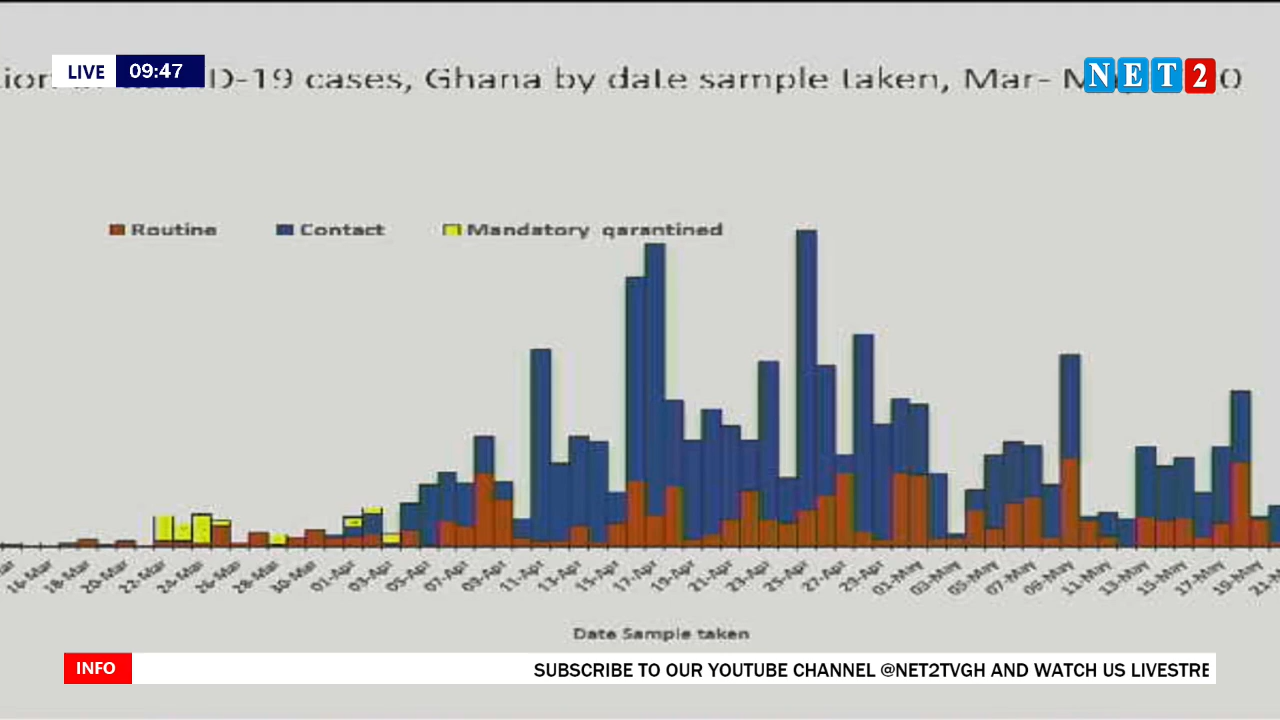 LIVE 09:47
D-19 cases, Ghana by date sample taken, Mar-
NET2
Routine Contact Mandatory qarantined
16-Mar 18-Mar 20-Mar 22-Mar 24-Mar 26-Mar 28-Mar 30-Mar 01-Apr 03-Apr 05-Apr 07-Apr 09-Apr 11-Apr 13-Apr 15-Apr 17-Apr 19-Apr 21-Apr 23-Apr 25-Apr 27-Apr 29-Apr 01-May 03-May 05-May 07-May 09-May 11-May 13-May 15-May 17-May 19-May
Date Sample taken
INFO SUBSCRIBE TO OUR YOUTUBE CHANNEL @NET2TVGH AND WATCH US LIVESTRE